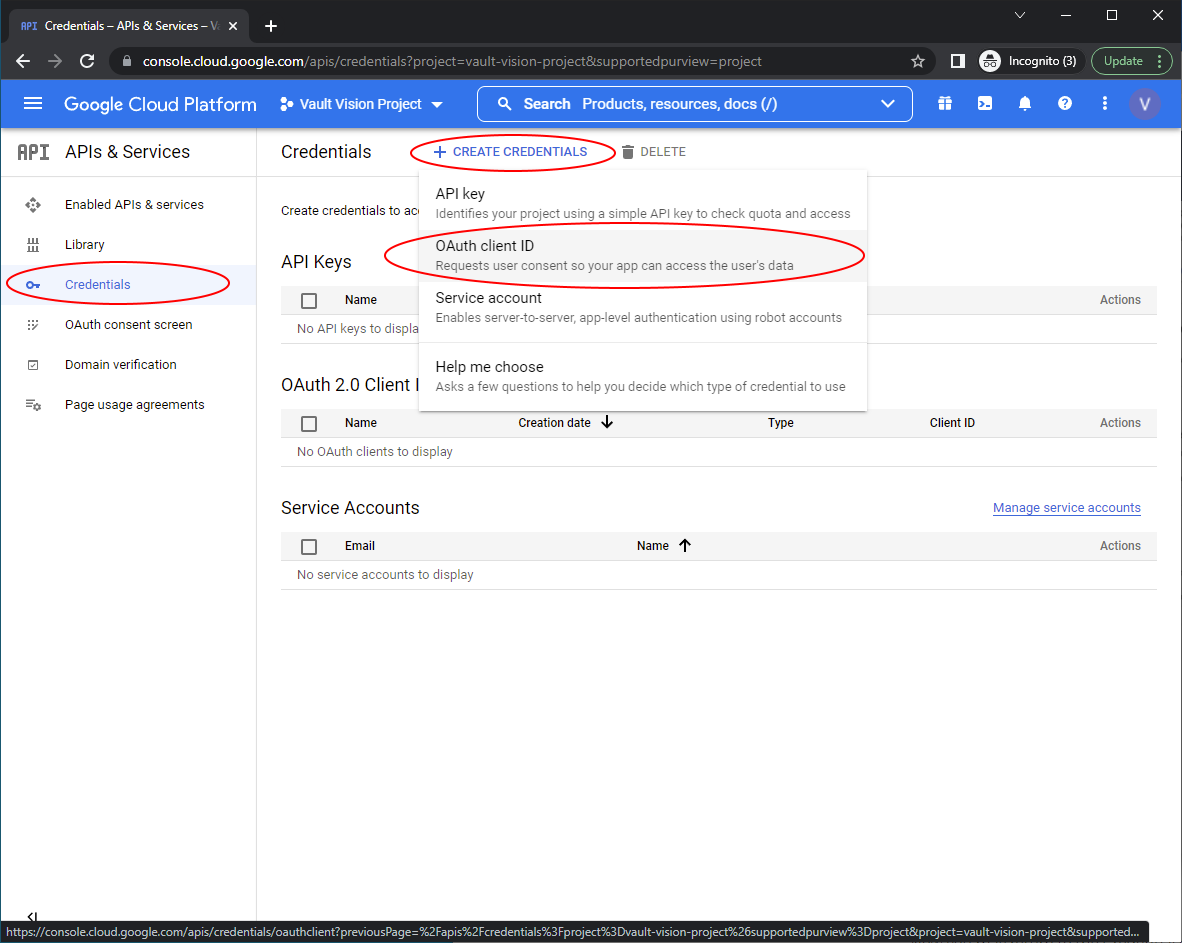 API Credentials – APIs & Services – V
console.cloud.google.com/apis/credentials?project=vault-vision-project&supportedpurview=project
Incognito (3)
Update
Google Cloud Platform
Vault Vision Project
Search Products, resources, docs (/)
V
API APIs & Services
Credentials
+ CREATE CREDENTIALS
DELETE
Enabled APIs & services
Library
Credentials
OAuth consent screen
Domain verification
Page usage agreements
Create credentials to acc
API key
Identifies your project using a simple API key to check quota and access
OAuth client ID
Requests user consent so your app can access the user's data
Service account
Enables server-to-server, app-level authentication using robot accounts
Help me choose
Asks a few questions to help you decide which type of credential to use
API Keys
Name Actions
No API keys to displa
OAuth 2.0 Client I
Name Creation date Type Client ID Actions
No OAuth clients to display
Service Accounts
Manage service accounts
Email Name Actions
No service accounts to display
https://console.cloud.google.com/apis/credentials/oauthclient?previousPage=%2Fapis%2Fcredentials%3Fproject%3Dvault-vision-project%26supportedpurview%3Dproject&project=vault-vision-project&supported...